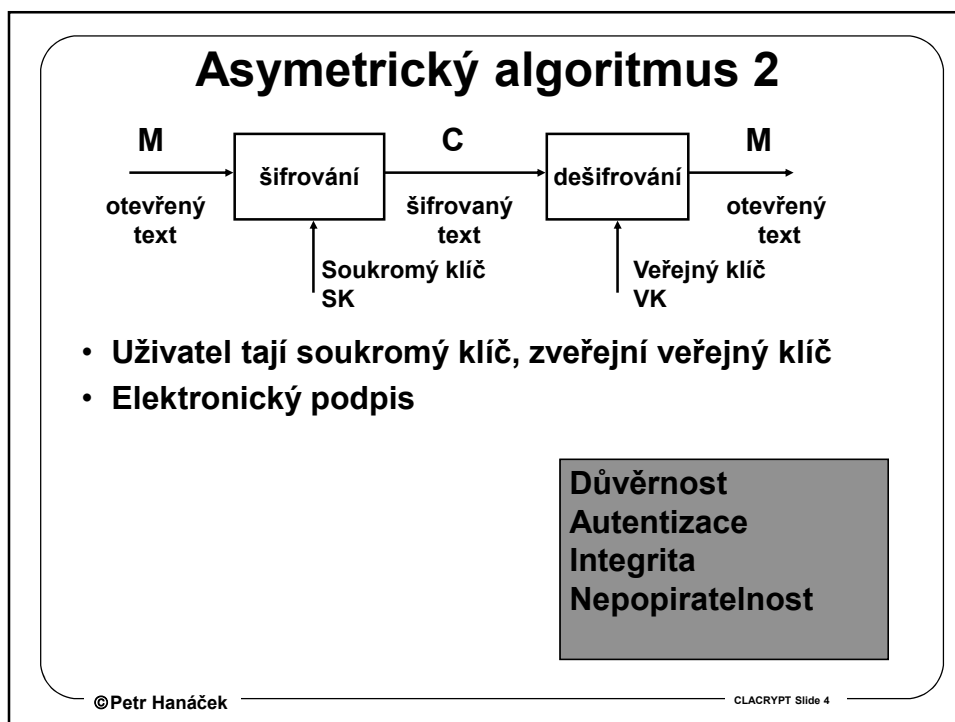 Asymetrický algoritmus 2
M
C
M
šifrování
dešifrování
otevřený
text
šifrovaný
text
otevřený
text
Soukromý klíč
SK
Veřejný klíč
VK
• Uživatel tají soukromý klíč, zveřejní veřejný klíč
• Elektronický podpis
Důvěrnost
Autentizace
Integrita
Nepopiratelnost
©Petr Hanáček
CLACRYPT Slide 4